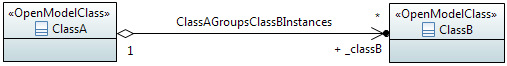 «OpenModelClass»
ClassA
ClassAGroupsClassBInstances
1
*
+ _classB
«OpenModelClass»
ClassB